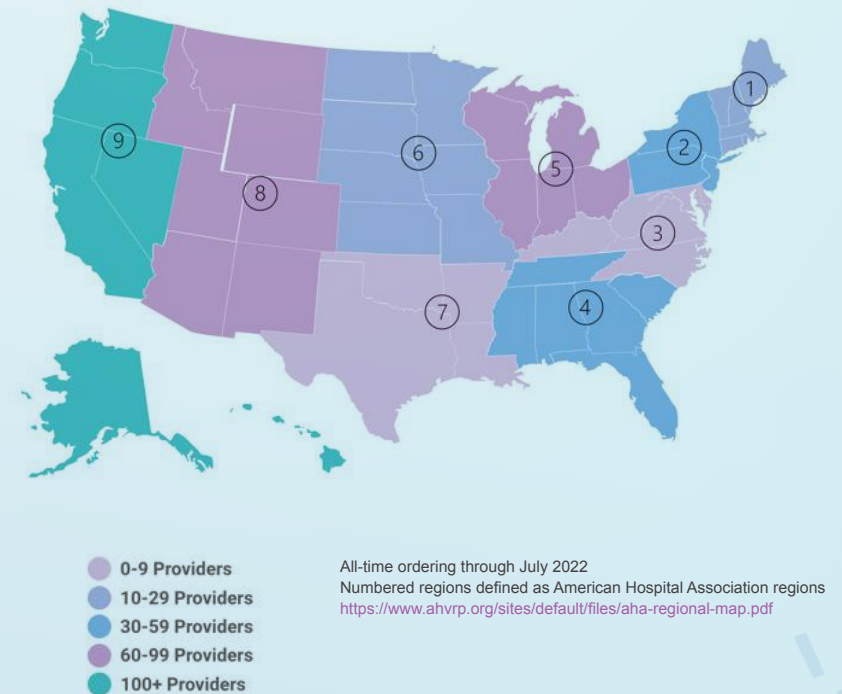 1
2
3
4
5
6
7
8
9
0-9 Providers
10-29 Providers
30-59 Providers
60-99 Providers
100+ Providers
All-time ordering through July 2022
Numbered regions defined as American Hospital Association regions
https://www.ahvrp.org/sites/default/files/aha-regional-map.pdf